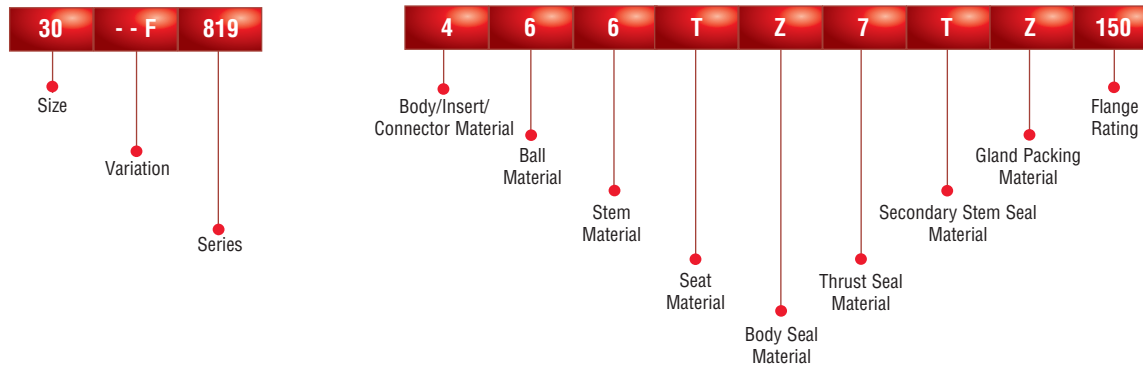 30 - - F 819
4 6 6 T Z 7 T Z 150
Size
Variation
Series
Body/Insert/
Connector Material
Ball
Material
Stem
Material
Seat
Material
Body Seal
Material
Thrust Seal
Material
Secondary Stem Seal
Material
Gland Packing
Material
Flange
Rating